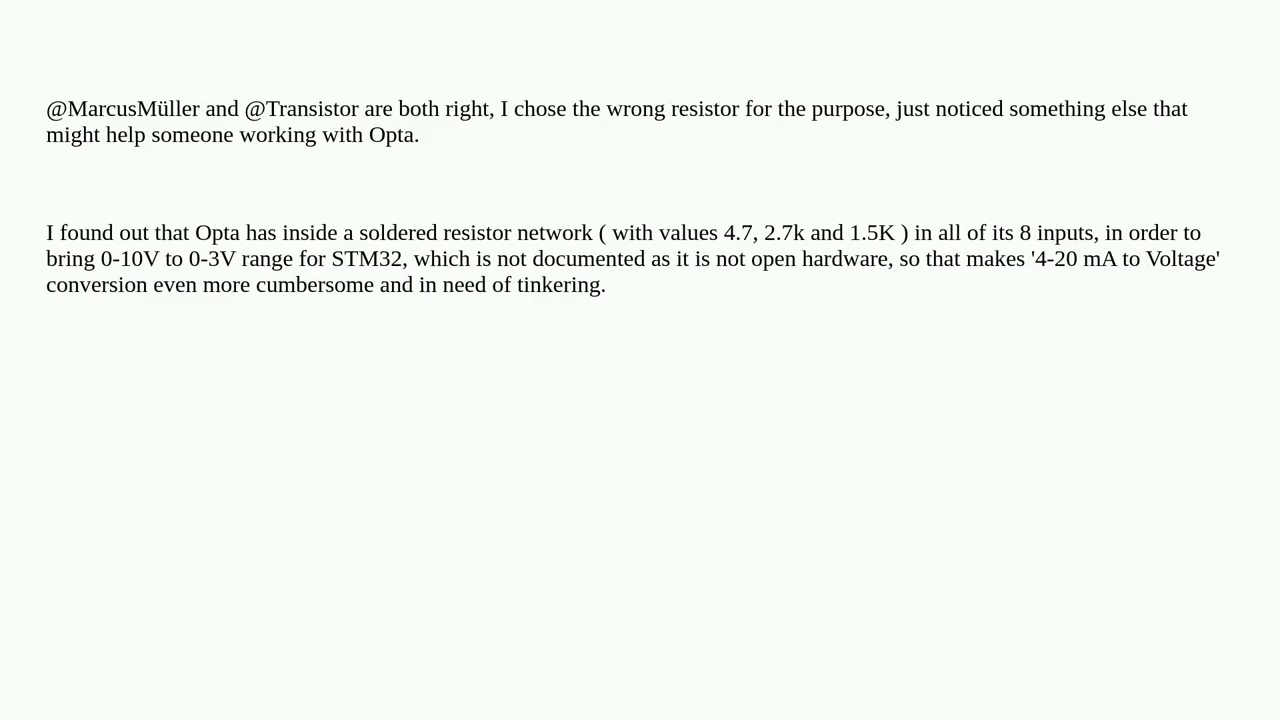 @MarcusMüller and @Transistor are both right, I chose the wrong resistor for the purpose, just noticed something else that
might help someone working with Opta.
I found out that Opta has inside a soldered resistor network ( with values 4.7, 2.7k and 1.5K ) in all of its 8 inputs, in order to
bring 0-10V to 0-3V range for STM32, which is not documented as it is not open hardware, so that makes '4-20 mA to Voltage'
conversion even more cumbersome and in need of tinkering.